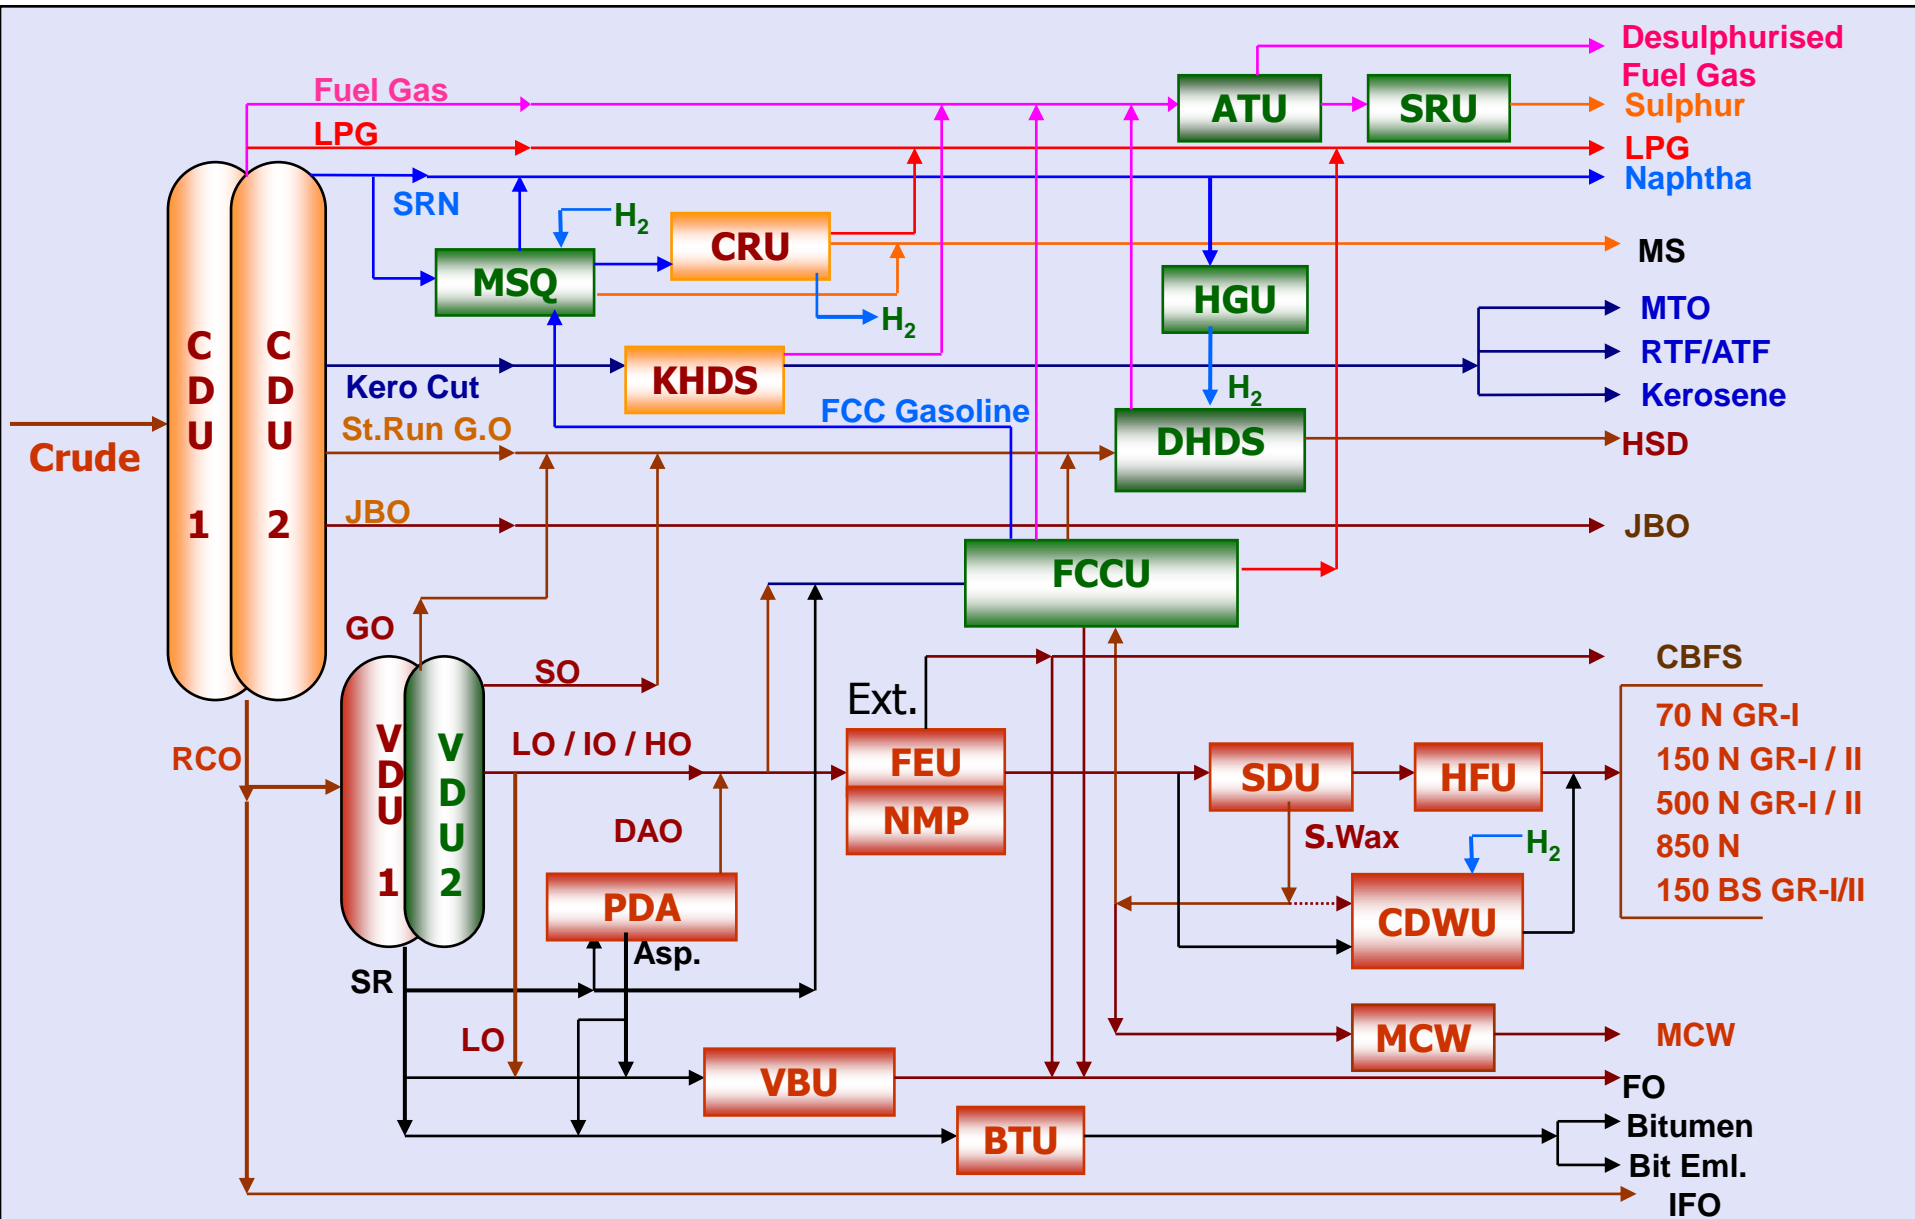 Desulphurised
Fuel Gas
Fuel Gas
ATU
SRU
Sulphur
LPG
LPG
SRN
Naphtha
H2
CRU
MS
MSQ
HGU
H2
MTO
RTF/ATF
Kerosene
CDU 1
CDU 2
Kero Cut
KHDS
H2
FCC Gasoline
St.Run G.O
DHDS
HSD
Crude
JBO
JBO
FCCU
GO
SO
CBFS
Ext.
RCO
VDU 1
VDU 2
LO / IO / HO
FEU
NMP
SDU
HFU
70 N GR-I
150 N GR-I / II
500 N GR-I / II
850 N
150 BS GR-I/II
DAO
S.Wax
H2
PDA
CDWU
Asp.
SR
LO
MCW
MCW
VBU
FO
BTU
Bitumen
Bit Eml.
IFO